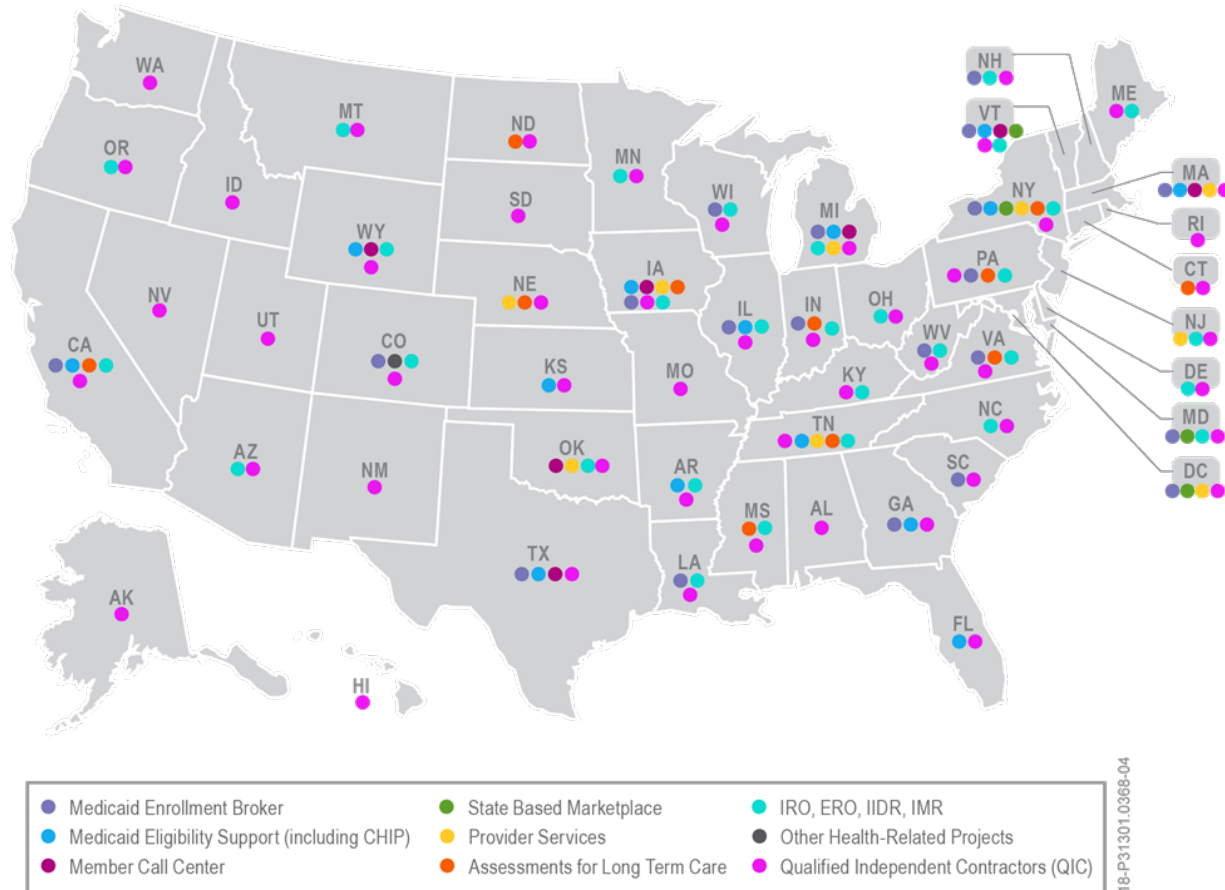 NH
ME
WA
VT
MT
ND
OR
MN
MA
ID
WI
NY
SD
MI
RI
WY
PA
CT
IA
NE
NV
OH
IL
IN
NJ
UT
CO
WV
VA
CA
KS
MO
DE
KY
NC
TN
MD
AZ
OK
AR
SC
NM
DC
MS
AL
GA
TX
LA
AK
FL
HI
Medicaid Enrollment Broker
Medicaid Eligibility Support (including CHIP)
Member Call Center
State Based Marketplace
Provider Services
Assessments for Long Term Care
IRO, ERO, IIDR, IMR
Other Health-Related Projects
Qualified Independent Contractors (QIC)
18-P31301.0368-04